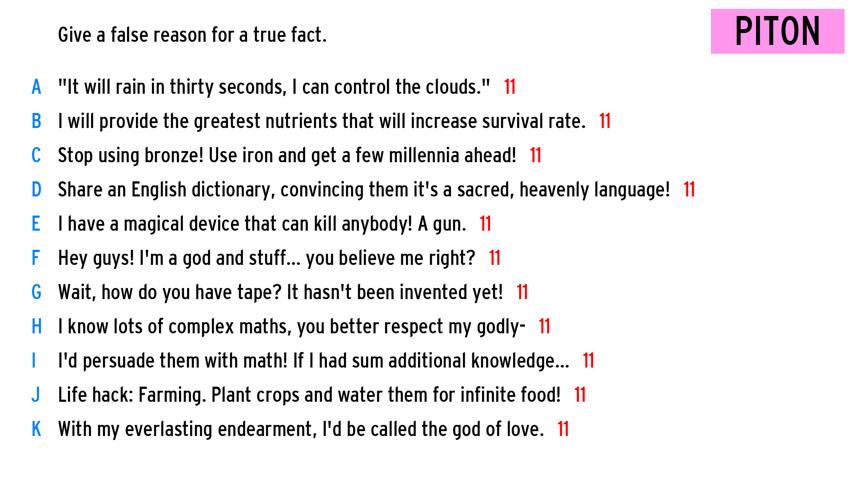 Give a false reason for a true fact.
PITON
A "It will rain in thirty seconds, I can control the clouds." 11
B I will provide the greatest nutrients that will increase survival rate. 11
C Stop using bronze! Use iron and get a few millennia ahead! 11
D Share an English dictionary, convincing them it's a sacred, heavenly language! 11
E I have a magical device that can kill anybody! A gun. 11
F Hey guys! I'm a god and stuff... you believe me right? 11
G Wait, how do you have tape? It hasn't been invented yet! 11
H I know lots of complex maths, you better respect my godly- 11
I I'd persuade them with math! If I had sum additional knowledge... 11
J Life hack: Farming. Plant crops and water them for infinite food! 11
K With my everlasting endearment, I'd be called the god of love. 11